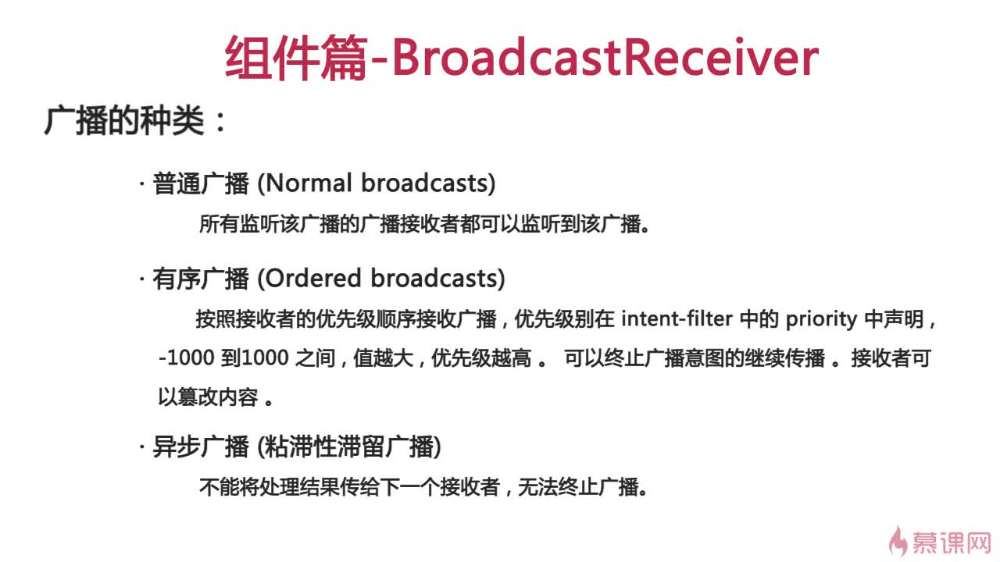 组件篇-BroadcastReceiver
广播的种类：
· 普通广播 (Normal broadcasts)
所有监听该广播的广播接收者都可以监听到该广播。
· 有序广播 (Ordered broadcasts)
按照接收者的优先级顺序接收广播，优先级别在 intent-filter 中的 priority 中声明，
-1000 到1000 之间，值越大，优先级越高 。 可以终止广播意图的继续传播 。接收者可
以篡改内容 。
· 异步广播 (粘滞性滞留广播)
不能将处理结果传给下一个接收者，无法终止广播。
慕课网